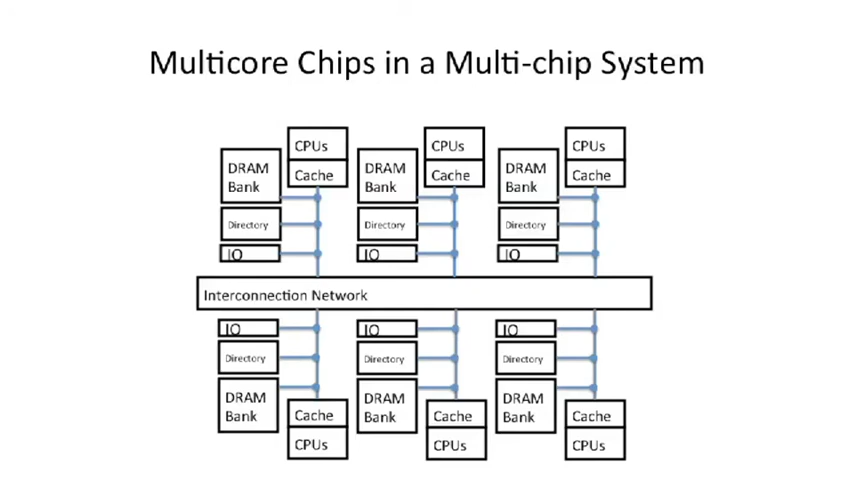 Multicore Chips in a Multi-chip System
CPUs
Cache
DRAM
Bank
Directory
IO
CPUs
Cache
DRAM
Bank
Directory
IO
CPUs
Cache
DRAM
Bank
Directory
IO
Interconnection Network
IO
Directory
DRAM
Bank
Cache
CPUs
IO
Directory
DRAM
Bank
Cache
CPUs
IO
Directory
DRAM
Bank
Cache
CPUs